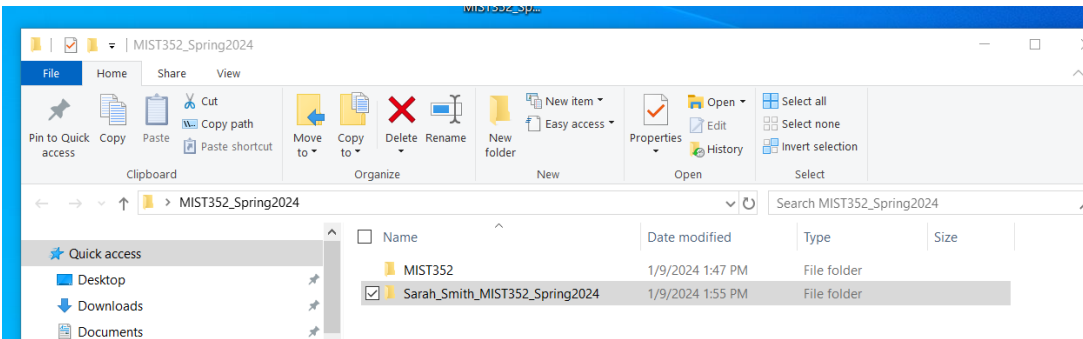 MIST352_Sp...
MIST352_Spring2024
File Home Share View
Pin to Quick access
Copy
Paste
Cut
Copy path
Paste shortcut
Clipboard
Move to
Copy to
Delete
Rename
Organize
New folder
New item
Easy access
New
Properties
Open
Edit
History
Open
Select all
Select none
Invert selection
Select
MIST352_Spring2024
Search MIST352_Spring2024
Quick access
Desktop
Downloads
Documents
Name Date modified Type Size
MIST352 1/9/2024 1:47 PM File folder
Sarah_Smith_MIST352_Spring2024 1/9/2024 1:55 PM File folder